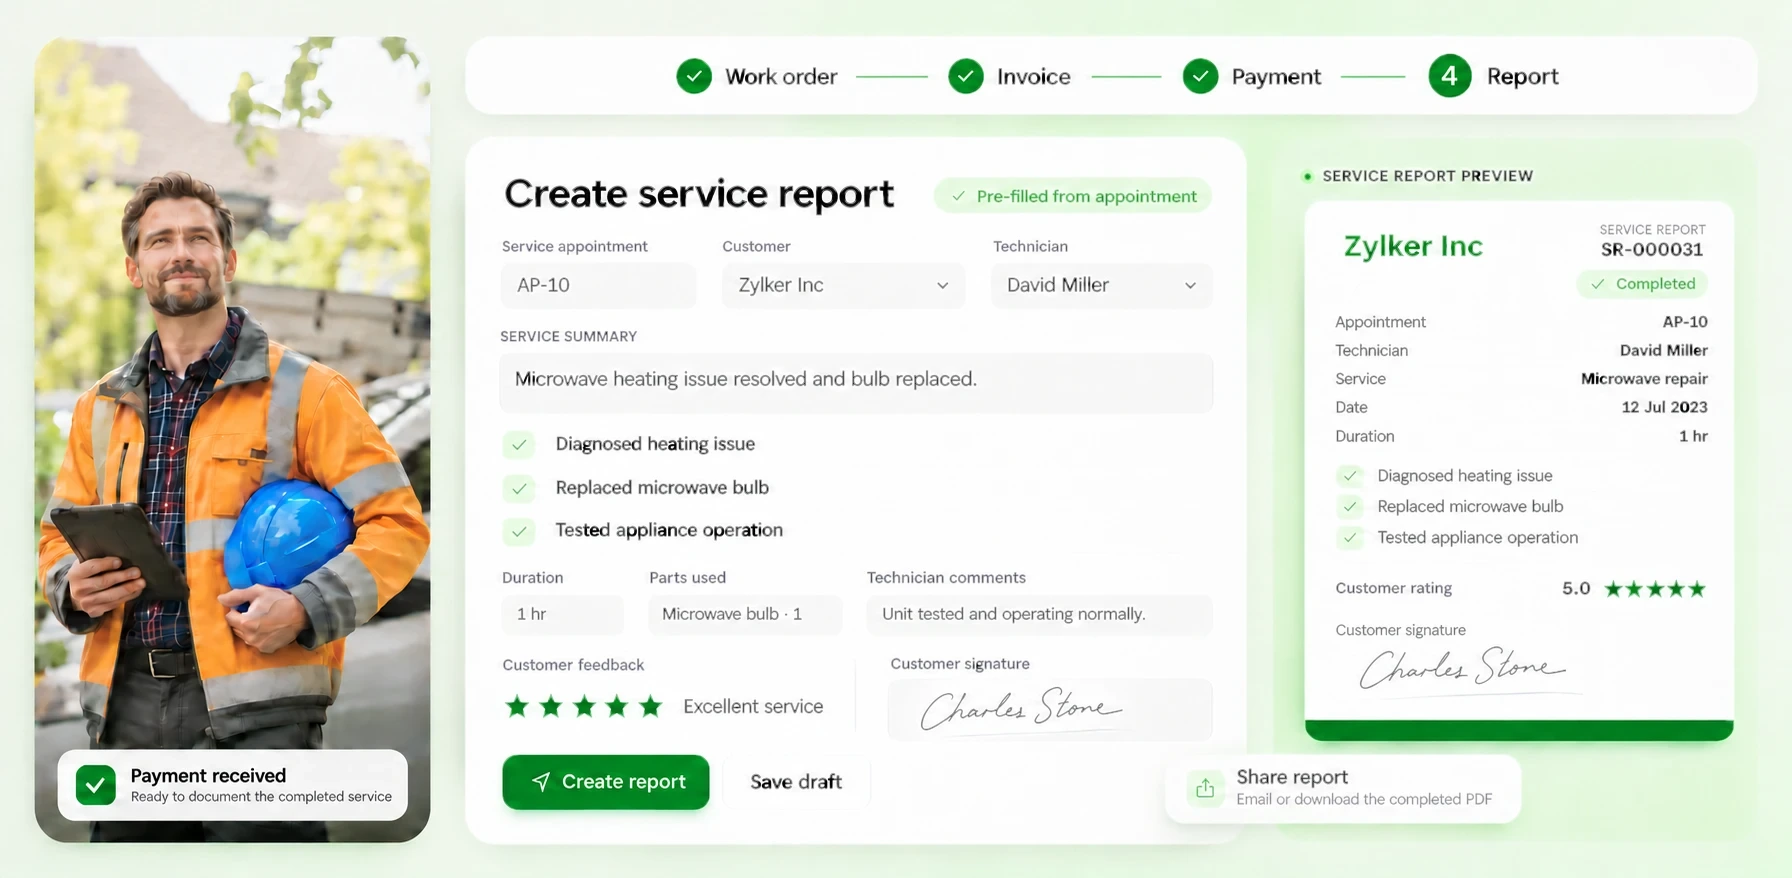 Work order
Invoice
Payment
4 Report
Create service report
Pre-filled from appointment
Service appointment
Customer
Technician
AP-10
Zylker Inc
David Miller
SERVICE SUMMARY
Microwave heating issue resolved and bulb replaced.
Diagnosed heating issue
Replaced microwave bulb
Tested appliance operation
Duration
Parts used
Technician comments
1 hr
Microwave bulb · 1
Unit tested and operating normally.
Customer feedback
Customer signature
Excellent service
Charles Stone
Create report
Save draft
SERVICE REPORT PREVIEW
Zylker Inc
SERVICE REPORT
SR-000031
Completed
Appointment AP-10
Technician David Miller
Service Microwave repair
Date 12 Jul 2023
Duration 1 hr
Diagnosed heating issue
Replaced microwave bulb
Tested appliance operation
Customer rating 5.0
Customer signature
Charles Stone
Share report
Email or download the completed PDF
Payment received
Ready to document the completed service